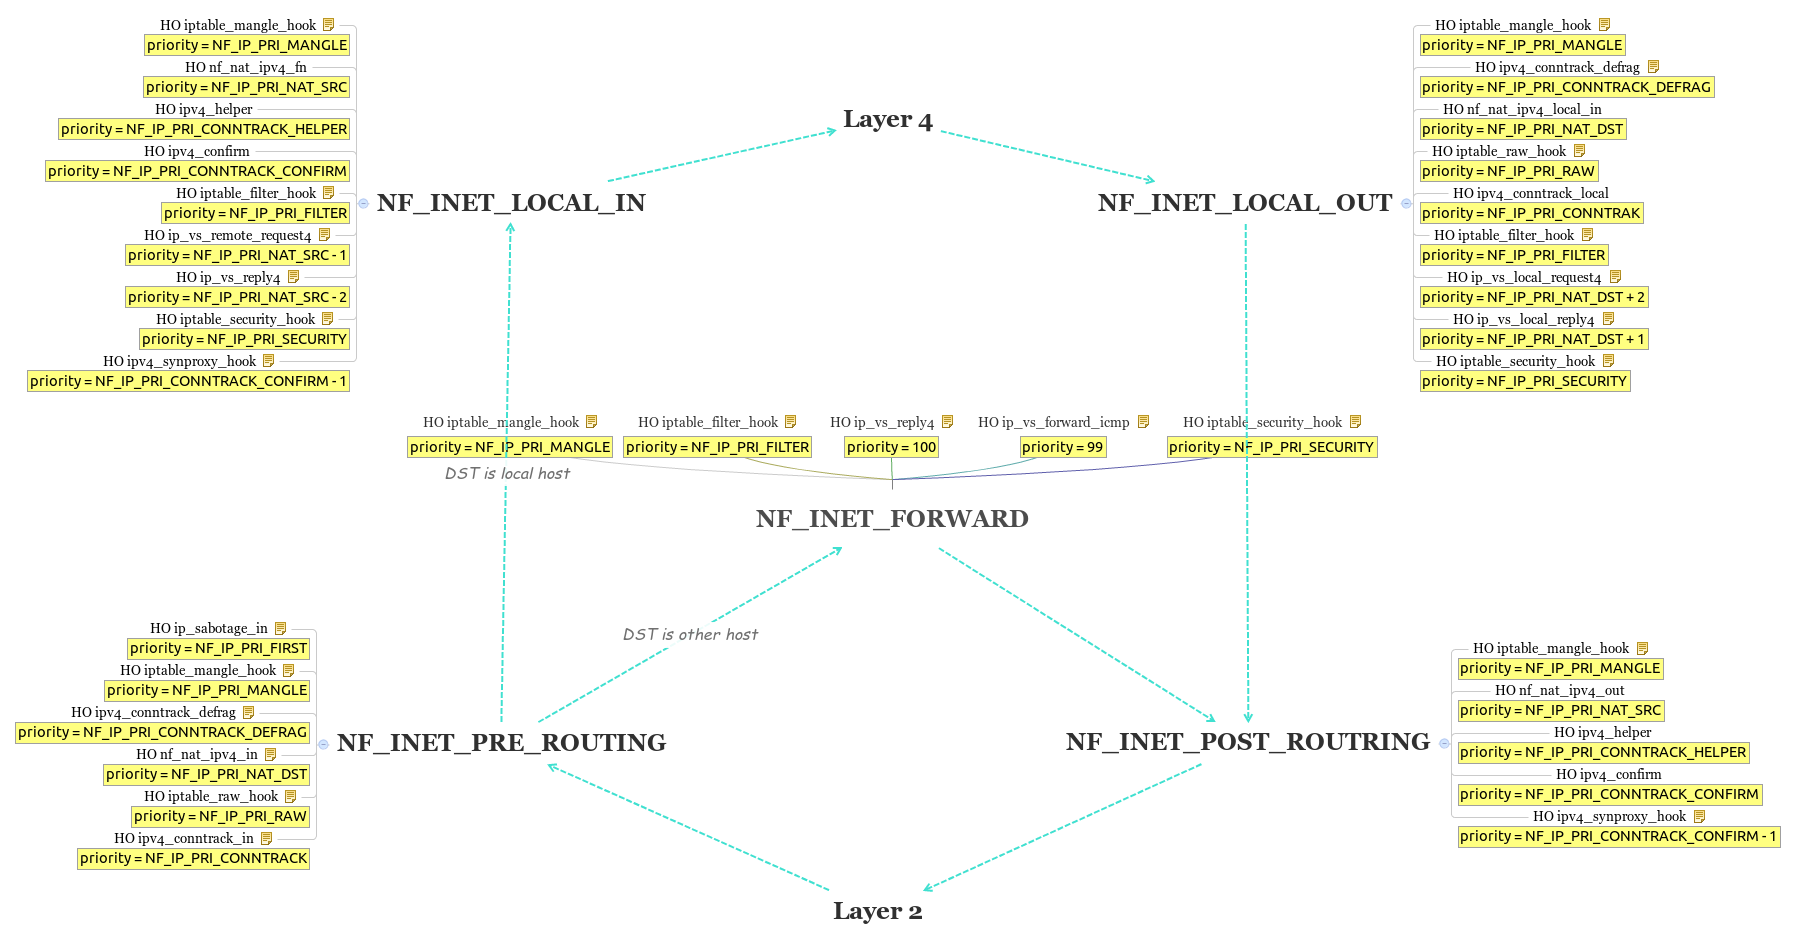 HO iptable_mangle_hook
priority = NF_IP_PRI_MANGLE
HO nf_nat_ipv4_fn
priority = NF_IP_PRI_NAT_SRC
HO ipv4_helper
priority = NF_IP_PRI_CONNTRACK_HELPER
HO ipv4_confirm
priority = NF_IP_PRI_CONNTRACK_CONFIRM
HO iptable_filter_hook
priority = NF_IP_PRI_FILTER
HO ip_vs_remote_request4
priority = NF_IP_PRI_NAT_SRC - 1
HO ip_vs_reply4
priority = NF_IP_PRI_NAT_SRC - 2
HO iptable_security_hook
priority = NF_IP_PRI_SECURITY
HO ipv4_synproxy_hook
priority = NF_IP_PRI_CONNTRACK_CONFIRM - 1
NF_INET_LOCAL_IN
Layer 4
NF_INET_LOCAL_OUT
HO iptable_mangle_hook
priority = NF_IP_PRI_MANGLE
HO ipv4_conntrack_defrag
priority = NF_IP_PRI_CONNTRACK_DEFRAG
HO nf_nat_ipv4_local_in
priority = NF_IP_PRI_NAT_DST
HO iptable_raw_hook
priority = NF_IP_PRI_RAW
HO ipv4_conntrack_local
priority = NF_IP_PRI_CONNTRAK
HO iptable_filter_hook
priority = NF_IP_PRI_FILTER
HO ip_vs_local_request4
priority = NF_IP_PRI_NAT_DST + 2
HO ip_vs_local_reply4
priority = NF_IP_PRI_NAT_DST + 1
HO iptable_security_hook
priority = NF_IP_PRI_SECURITY
HO iptable_mangle_hook
priority = NF_IP_PRI_MANGLE
HO iptable_filter_hook
priority = NF_IP_PRI_FILTER
HO ip_vs_reply4
priority = 100
HO ip_vs_forward_icmp
priority = 99
HO iptable_security_hook
priority = NF_IP_PRI_SECURITY
DST is local host
NF_INET_FORWARD
DST is other host
HO ip_sabotage_in
priority = NF_IP_PRI_FIRST
HO iptable_mangle_hook
priority = NF_IP_PRI_MANGLE
HO ipv4_conntrack_defrag
priority = NF_IP_PRI_CONNTRACK_DEFRAG
HO nf_nat_ipv4_in
priority = NF_IP_PRI_NAT_DST
HO iptable_raw_hook
priority = NF_IP_PRI_RAW
HO ipv4_conntrack_in
priority = NF_IP_PRI_CONNTRACK
NF_INET_PRE_ROUTING
NF_INET_POST_ROUTRING
HO iptable_mangle_hook
priority = NF_IP_PRI_MANGLE
HO nf_nat_ipv4_out
priority = NF_IP_PRI_NAT_SRC
HO ipv4_helper
priority = NF_IP_PRI_CONNTRACK_HELPER
HO ipv4_confirm
priority = NF_IP_PRI_CONNTRACK_CONFIRM
HO ipv4_synproxy_hook
priority = NF_IP_PRI_CONNTRACK_CONFIRM - 1
Layer 2